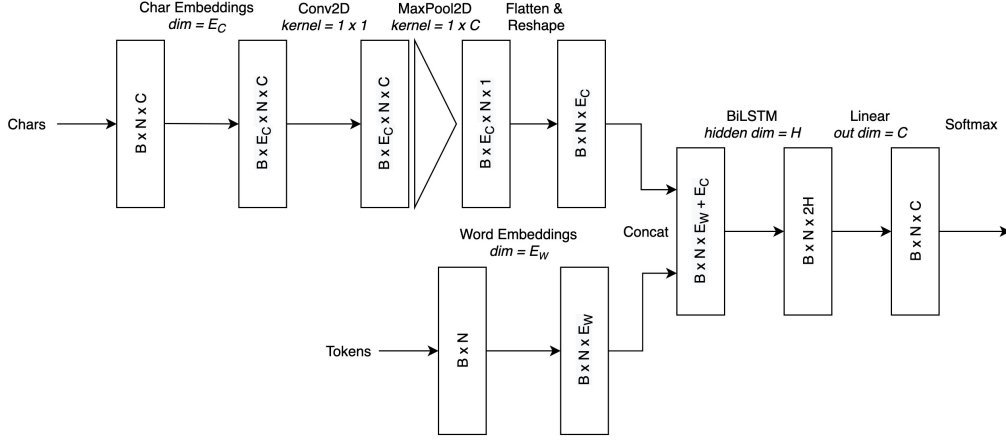 Char Embeddings
dim = E_C
Conv2D
kernel = 1 x 1
MaxPool2D
kernel = 1 x C
Flatten &
Reshape
Chars
B x N x C
B x E_C x N x C
B x E_C x N x C
B x E_C x N x 1
B x N x E_C
BiLSTM
hidden dim = H
Linear
out dim = C
Softmax
Concat
B x N x E_W + E_C
B x N x 2H
B x N x C
Word Embeddings
dim = E_W
Tokens
B x N
B x N x E_W